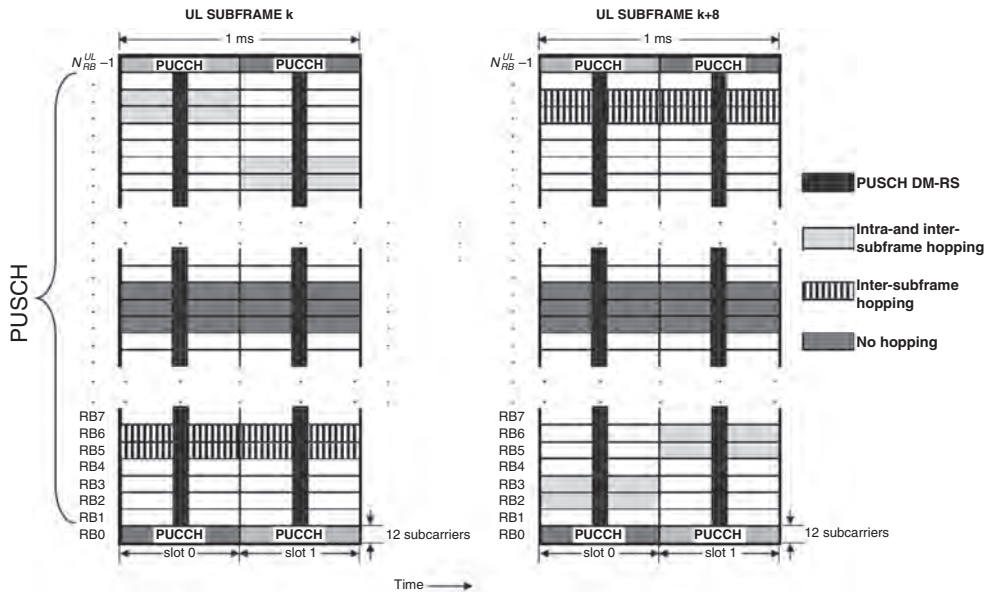 UL SUBFRAME k
1 ms
N_RB^UL −1
PUCCH
PUCCH
PUSCH
RB7
RB6
RB5
RB4
RB3
RB2
RB1
RB0
PUCCH
PUCCH
12 subcarriers
slot 0
slot 1
Time
UL SUBFRAME k+8
1 ms
N_RB^UL −1
PUCCH
PUCCH
RB7
RB6
RB5
RB4
RB3
RB2
RB1
RB0
PUCCH
PUCCH
12 subcarriers
slot 0
slot 1
PUSCH DM-RS
Intra-and inter-
subframe hopping
Inter-subframe
hopping
No hopping